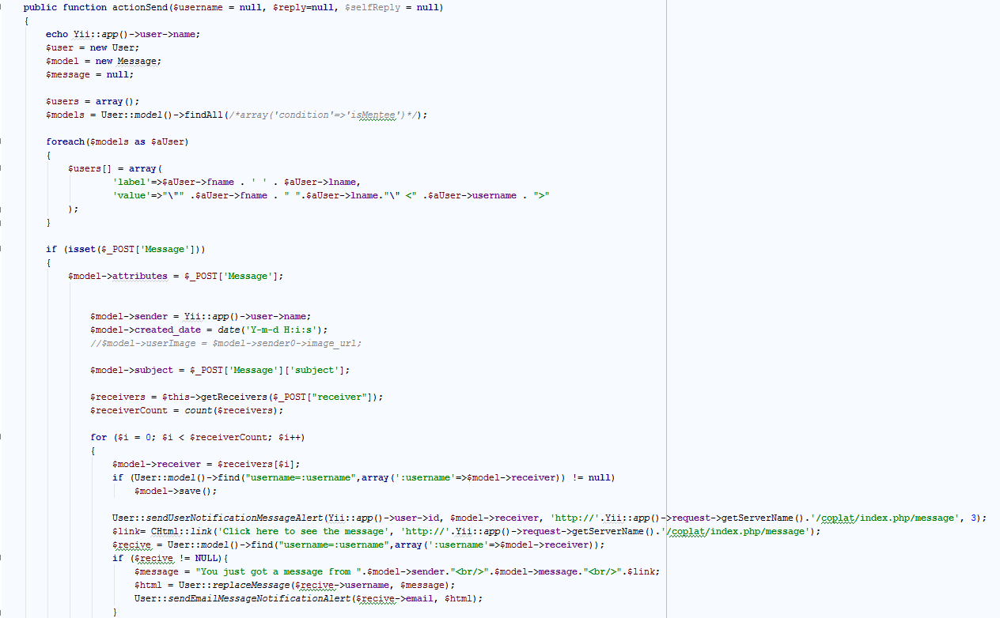 public function actionSend($username = null, $reply=null, $selfReply = null)
{
echo Yii::app()->user->name;
$user = new User;
$model = new Message;
$message = null;
$users = array();
$models = User::model()->findAll(/*array('condition'=>'isMentee')*/);
foreach($models as $aUser)
{
$users[] = array(
'label'=>$aUser->fname . ' ' . $aUser->lname,
'value'=>"\"" .$aUser->fname . " ".$aUser->lname."\" <" .$aUser->username . ">"
);
}
if (isset($_POST['Message']))
{
$model->attributes = $_POST['Message'];
$model->sender = Yii::app()->user->name;
$model->created_date = date('Y-m-d H:i:s');
//$model->userImage = $model->sender0->image_url;
$model->subject = $_POST['Message']['subject'];
$receivers = $this->getReceivers($_POST["receiver"]);
$receiverCount = count($receivers);
for ($i = 0; $i < $receiverCount; $i++)
{
$model->receiver = $receivers[$i];
if (User::model()->find("username=:username",array(':username'=>$model->receiver)) != null)
$model->save();
User::sendUserNotificationMessageAlert(Yii::app()->user->id, $model->receiver, 'http://'.Yii::app()->request->getServerName().'/coplat/index.php/message', 3);
$link= CHtml::link('Click here to see the message', 'http://'.Yii::app()->request->getServerName().'/coplat/index.php/message');
$recive = User::model()->find("username=:username",array(':username'=>$model->receiver));
if ($recive != NULL){
$message = "You just got a message from ".$model->sender."<br/>".$model->message."<br/>".$link;
$html = User::replaceMessage($recive->username, $message);
User::sendEmailMessageNotificationAlert($recive->email, $html);
}